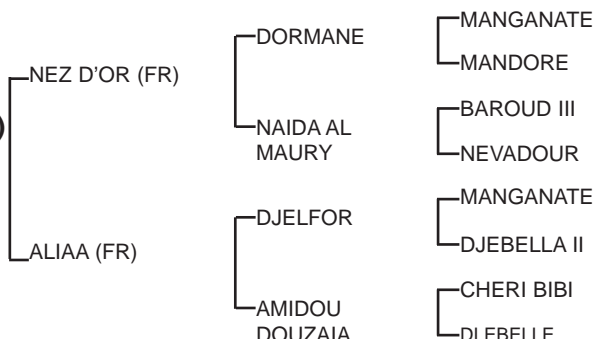 NEZ D'OR (FR)
ALIAA (FR)
DORMANE
NAIDA AL
MAURY
DJELFOR
AMIDOU
DOUZAIA
MANGANATE
MANDORE
BAROUD III
NEVADOUR
MANGANATE
DJEBELLA II
CHERI BIBI